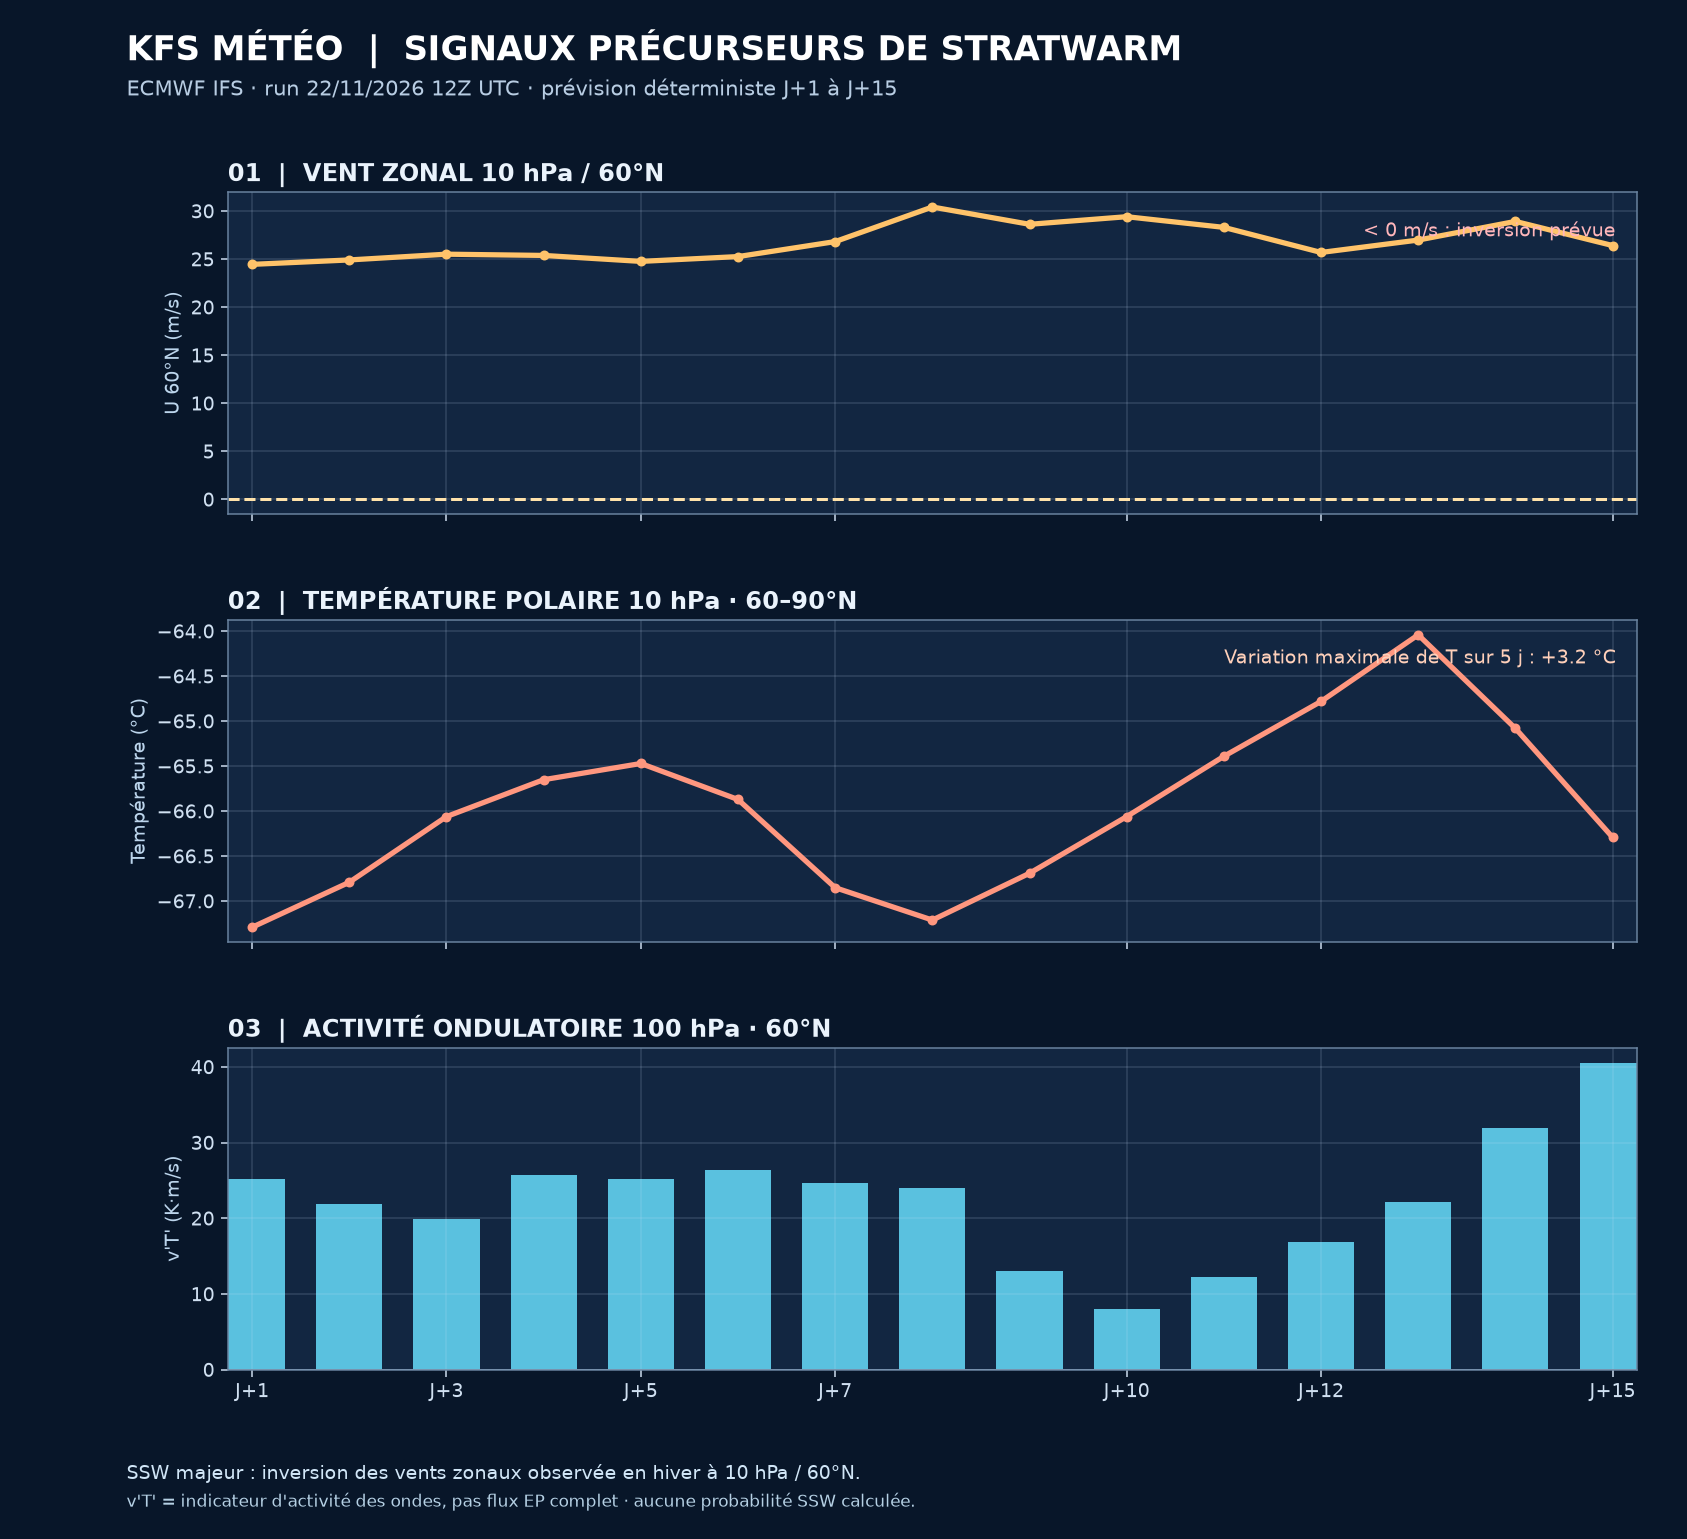 KFS MÉTÉO | SIGNAUX PRÉCURSEURS DE STRATWARM
ECMWF IFS · run 22/11/2026 12Z UTC · prévision déterministe J+1 à J+15
01 | VENT ZONAL 10 hPa / 60°N
30
25
20
15
10
5
0
U 60°N (m/s)
< 0 m/s : inversion prévue
02 | TEMPÉRATURE POLAIRE 10 hPa · 60–90°N
−64.0
−64.5
−65.0
−65.5
−66.0
−66.5
−67.0
Température (°C)
Variation maximale de T sur 5 j : +3.2 °C
03 | ACTIVITÉ ONDULATOIRE 100 hPa · 60°N
40
30
20
10
0
v'T' (K·m/s)
J+1 J+3 J+5 J+7 J+10 J+12 J+15
SSW majeur : inversion des vents zonaux observée en hiver à 10 hPa / 60°N.
v'T' = indicateur d'activité des ondes, pas flux EP complet · aucune probabilité SSW calculée.